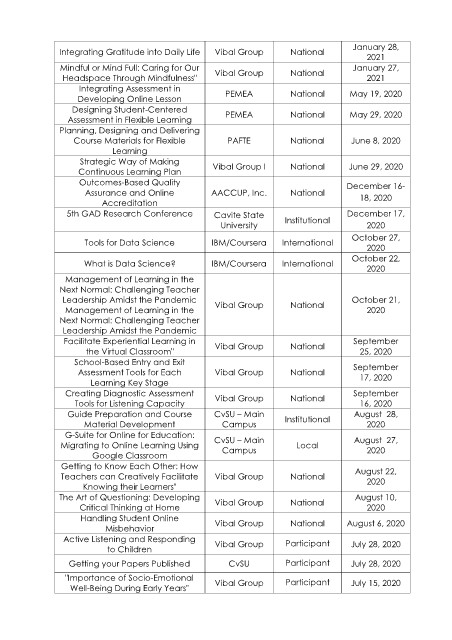 Integrating Gratitude into Daily Life Vibal Group National January 28,
2021
Mindful or Mind Full: Caring for Our
Headspace Through Mindfulness" Vibal Group National January 27,
2021
Integrating Assessment in
Developing Online Lesson PEMEA National May 19, 2020
Designing Student-Centered
Assessment in Flexible Learning PEMEA National May 29, 2020
Planning, Designing and Delivering
Course Materials for Flexible
Learning PAFTE National June 8, 2020
Strategic Way of Making
Continuous Learning Plan Vibal Group I National June 29, 2020
Outcomes-Based Quality
Assurance and Online
Accreditation AACCUP, Inc. National December 16-
18, 2020
5th GAD Research Conference Cavite State
University Institutional December 17,
2020
Tools for Data Science IBM/Coursera International October 27,
2020
What is Data Science? IBM/Coursera International October 22,
2020
Management of Learning in the
Next Normal: Challenging Teacher
Leadership Amidst the Pandemic
Management of Learning in the
Next Normal: Challenging Teacher
Leadership Amidst the Pandemic Vibal Group National October 21,
2020
Facilitate Experiential Learning in
the Virtual Classroom" Vibal Group National September
25, 2020
School-Based Entry and Exit
Assessment Tools for Each
Learning Key Stage Vibal Group National September
17, 2020
Creating Diagnostic Assessment
Tools for Listening Capacity Vibal Group National September
16, 2020
Guide Preparation and Course
Material Development CvSU – Main
Campus Institutional August 28,
2020
G-Suite for Online for Education:
Migrating to Online Learning Using
Google Classroom CvSU – Main
Campus Local August 27,
2020
Getting to Know Each Other: How
Teachers can Creatively Facilitate
Knowing their Learners" Vibal Group National August 22,
2020
The Art of Questioning: Developing
Critical Thinking at Home Vibal Group National August 10,
2020
Handling Student Online
Misbehavior Vibal Group National August 6, 2020
Active Listening and Responding
to Children Vibal Group Participant July 28, 2020
Getting your Papers Published CvSU Participant July 28, 2020
"Importance of Socio-Emotional
Well-Being During Early Years" Vibal Group Participant July 15, 2020